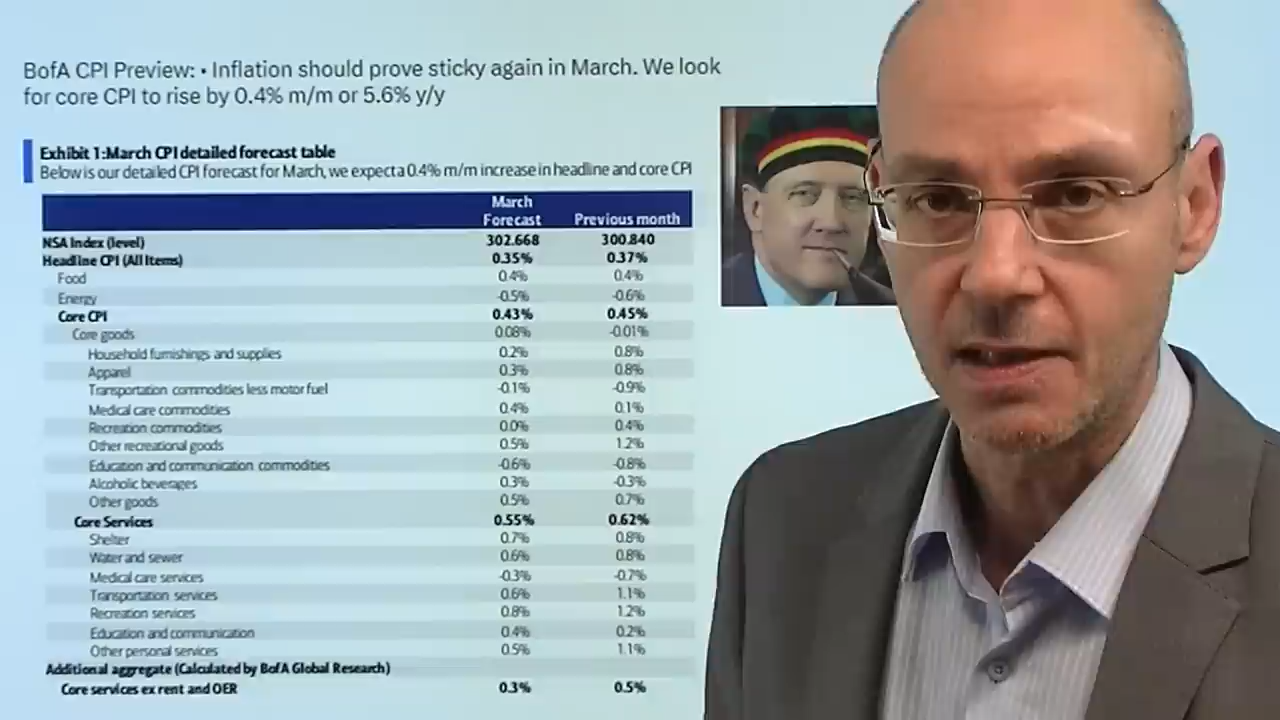 BofA CPI Preview: • Inflation should prove sticky again in March. We look
for core CPI to rise by 0.4% m/m or 5.6% y/y
Exhibit 1:March CPI detailed forecast table
Below is our detailed CPI forecast for March, we expect a 0.4% m/m increase in headline and core CPI
March
Forecast Previous month
NSA Index (level) 302.668 300.840
Headline CPI (All Items) 0.35% 0.37%
Food 0.4% 0.4%
Energy -0.5% -0.6%
Core CPI 0.43% 0.45%
Core goods 0.08% -0.01%
Household furnishings and supplies 0.2% 0.8%
Apparel 0.3% 0.8%
Transportation commodities less motor fuel -0.1% -0.9%
Medical care commodities 0.4% 0.1%
Recreation commodities 0.0% 0.4%
Other recreational goods 0.5% 1.2%
Education and communication commodities -0.6% -0.8%
Alcoholic beverages 0.3% -0.3%
Other goods 0.5% 0.7%
Core Services 0.55% 0.62%
Shelter 0.7% 0.8%
Water and sewer 0.6% 0.8%
Medical care services -0.3% -0.7%
Transportation services 0.6% 1.1%
Recreation services 0.8% 1.2%
Education and communication 0.4% 0.2%
Other personal services 0.5% 1.1%
Additional aggregate (Calculated by BofA Global Research)
Core services ex rent and OER 0.3% 0.5%